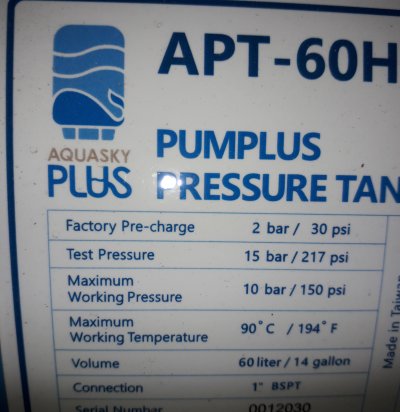 APT-60H
AQUASKY
PLUS
PUMPLUS
PRESSURE TAN
Factory Pre-charge 2 bar / 30 psi
Test Pressure 15 bar / 217 psi
Maximum
Working Pressure 10 bar / 150 psi
Maximum
Working Temperature 90°C / 194°F
Volume 60 liter / 14 gallon
Connection 1" BSPT
Serial Number 0012030
Made in Taiwan